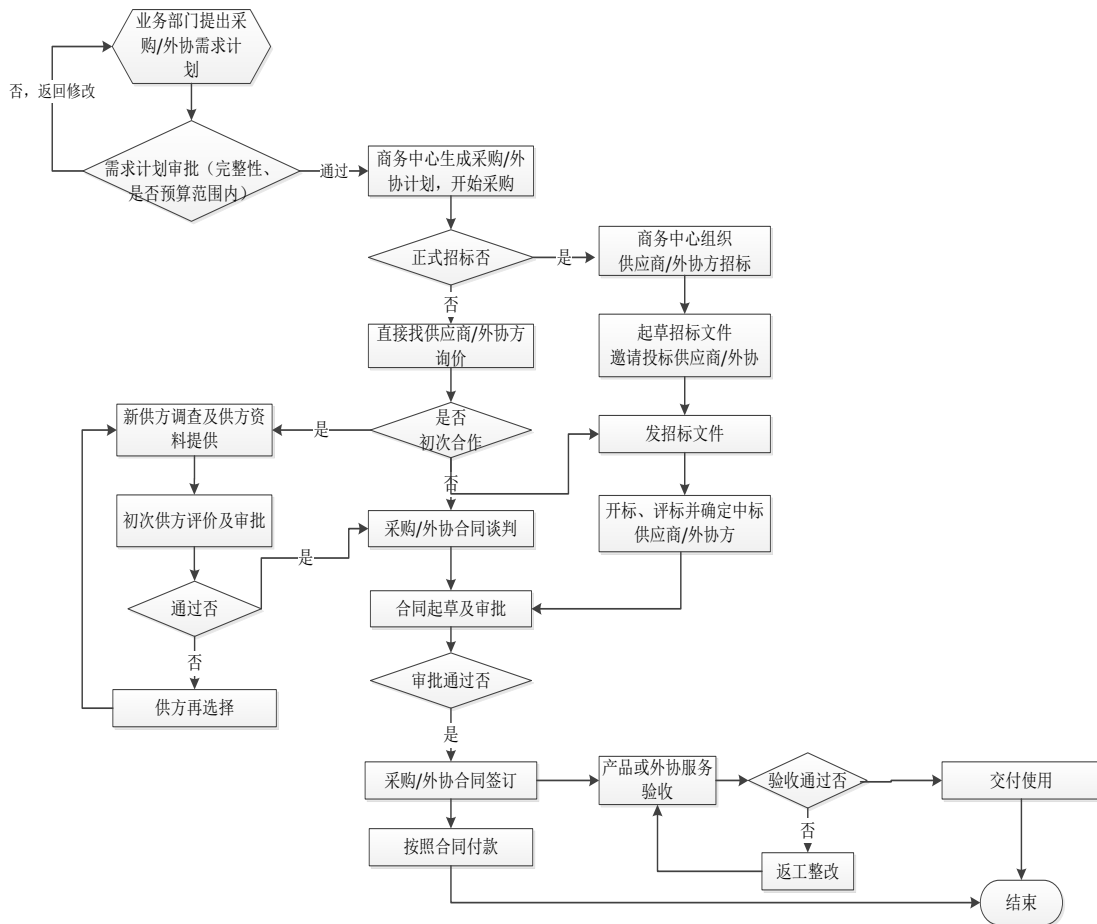 业务部门提出采
购/外协需求计
划
否，返回修改
需求计划审批（完整性、
是否预算范围内）
通过
商务中心生成采购/外
协计划，开始采购
正式招标否
是
商务中心组织
供应商/外协方招标
否
直接找供应商/外协方
询价
起草招标文件
邀请投标供应商/外协
是否
初次合作
是
新供方调查及供方资
料提供
发招标文件
否
初次供方评价及审批
采购/外协合同谈判
开标、评标并确定中标
供应商/外协方
是
通过否
合同起草及审批
否
审批通过否
供方再选择
是
采购/外协合同签订
产品或外协服务
验收
验收通过否
交付使用
否
按照合同付款
返工整改
结束